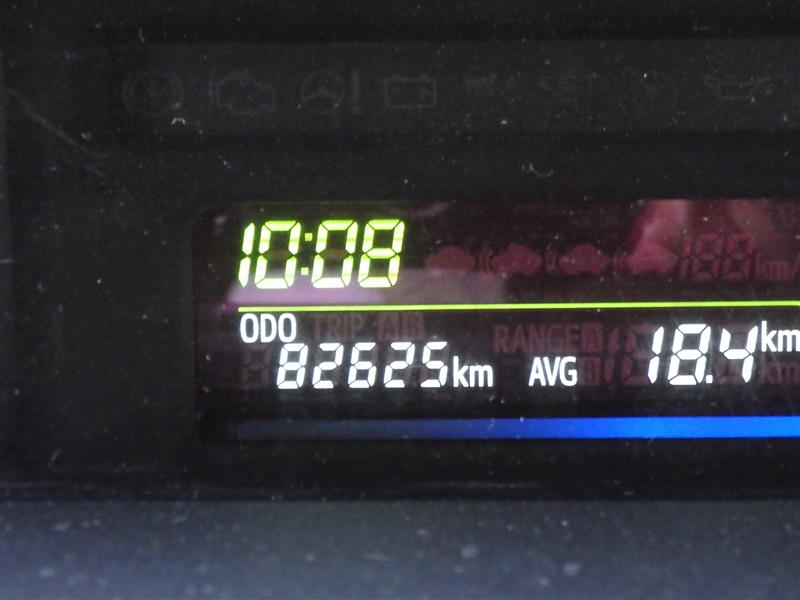 10:08
ODO TRIP A B
82625km
RANGE A
AVG 18.4 km